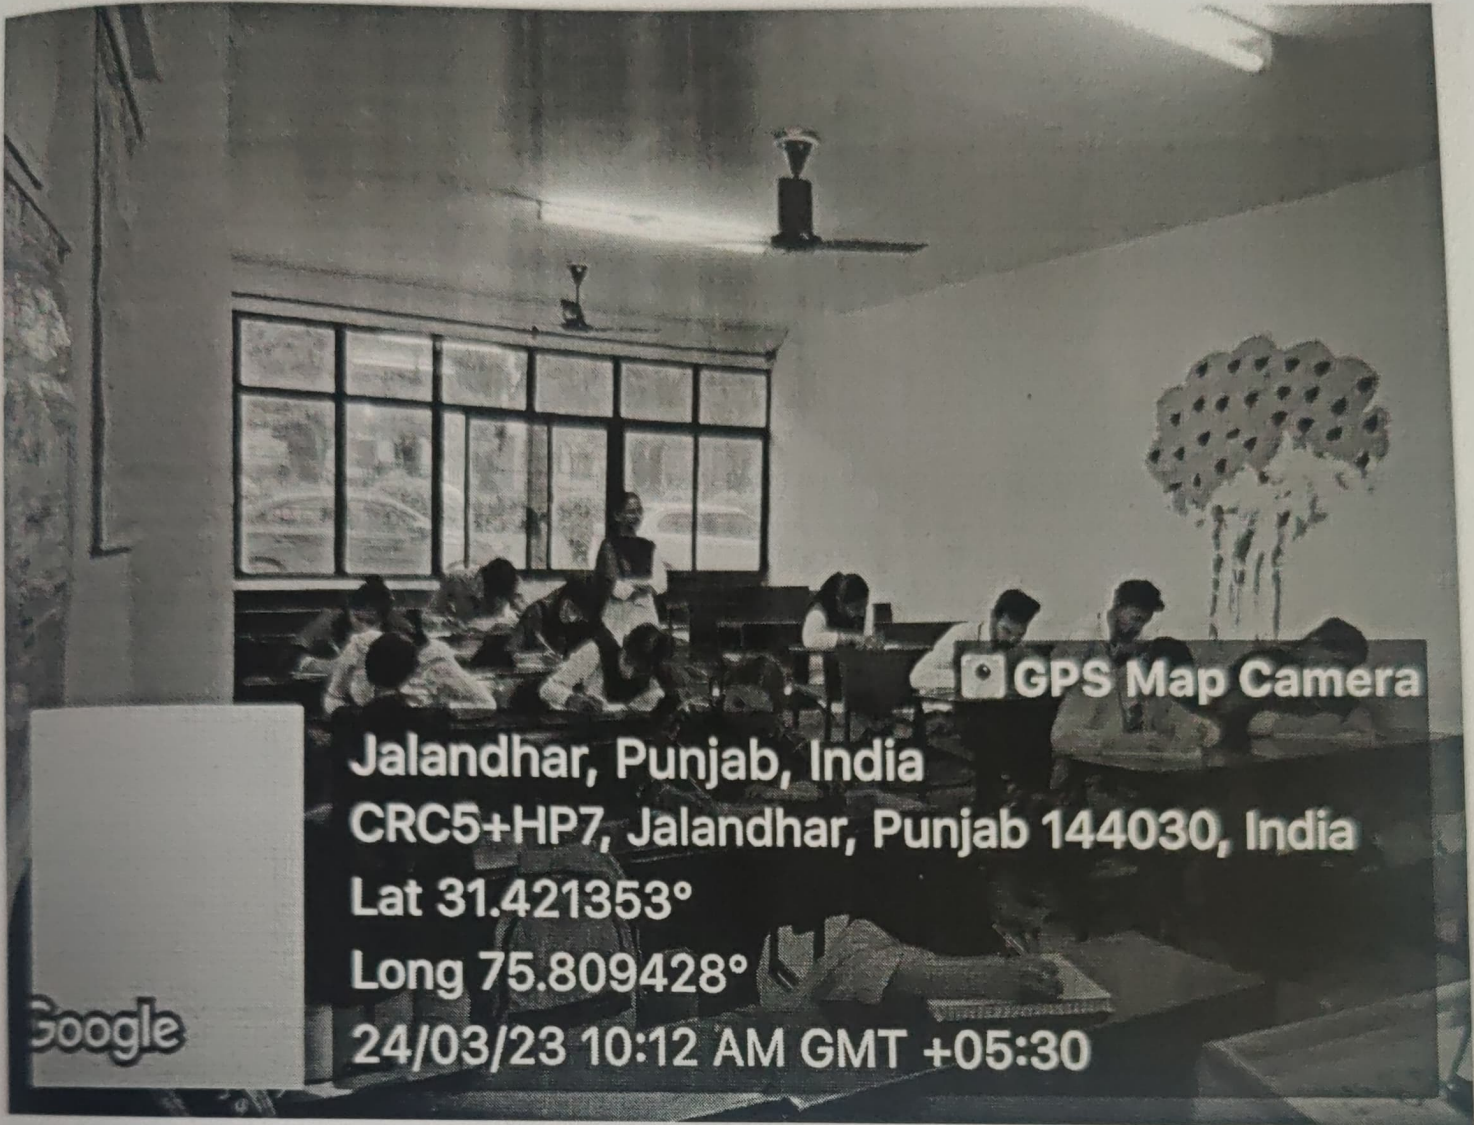 GPS Map Camera
Jalandhar, Punjab, India
CRC5+HP7, Jalandhar, Punjab 144030, India
Lat 31.421353°
Long 75.809428°
24/03/23 10:12 AM GMT +05:30
Google